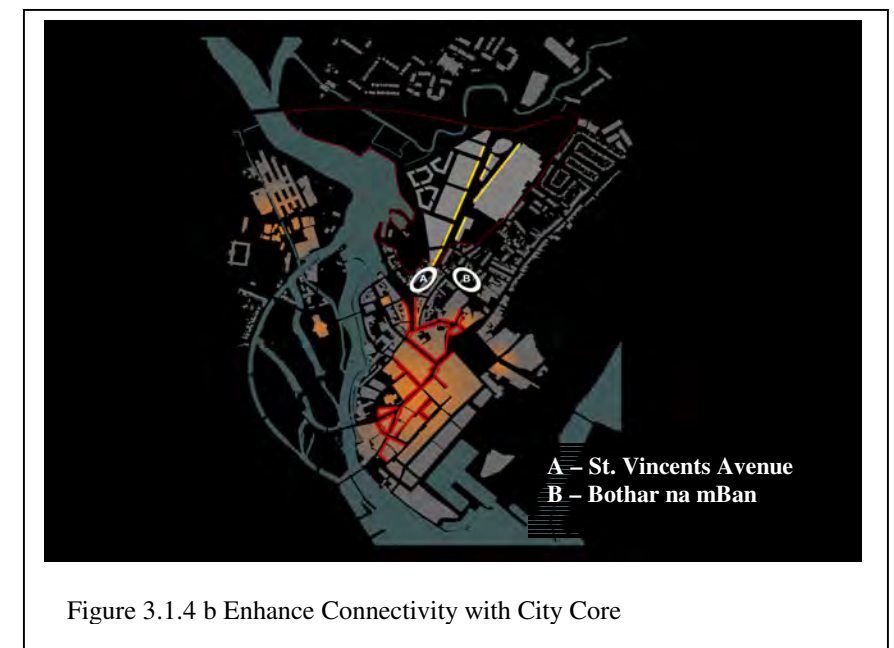 A
B
A – St. Vincents Avenue
B – Bothar na mBan
Figure 3.1.4 b Enhance Connectivity with City Core